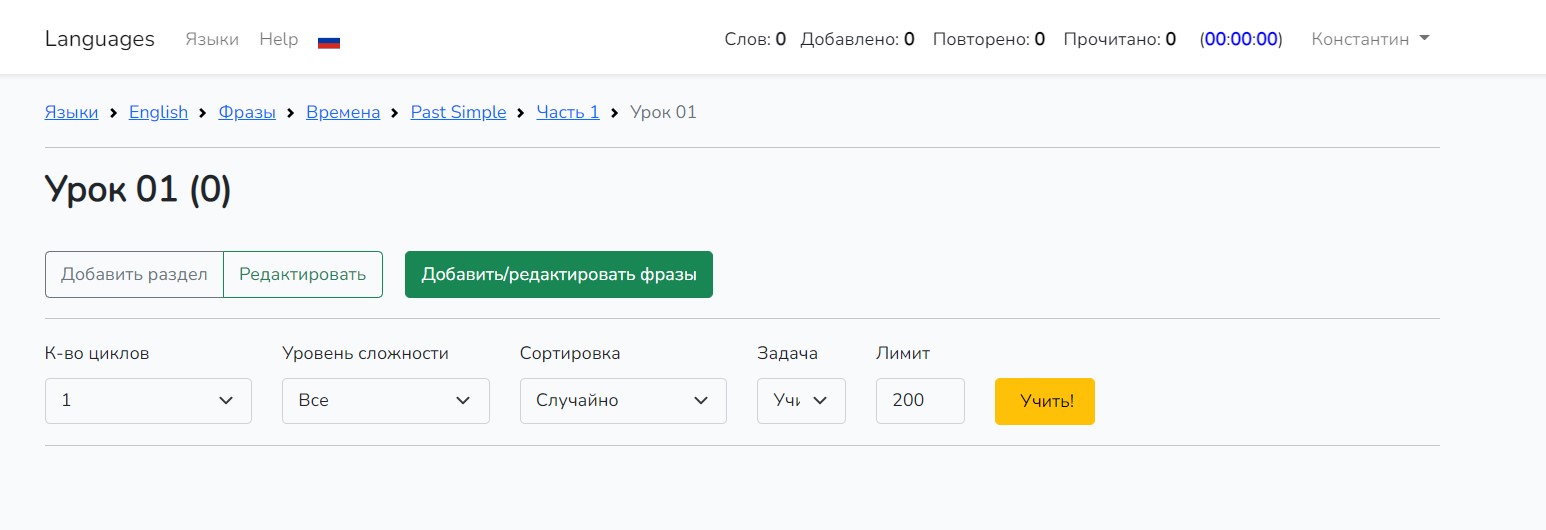 Languages Языки Help Слов: 0 Добавлено: 0 Повторено: 0 Прочитано: 0 (00:00:00) Константин
Языки English Фразы Времена Past Simple Часть 1 Урок 01
Урок 01 (0)
Добавить раздел Редактировать Добавить/редактировать фразы
К-во циклов Уровень сложности Сортировка Задача Лимит
1 Все Случайно Учи 200 Учить!